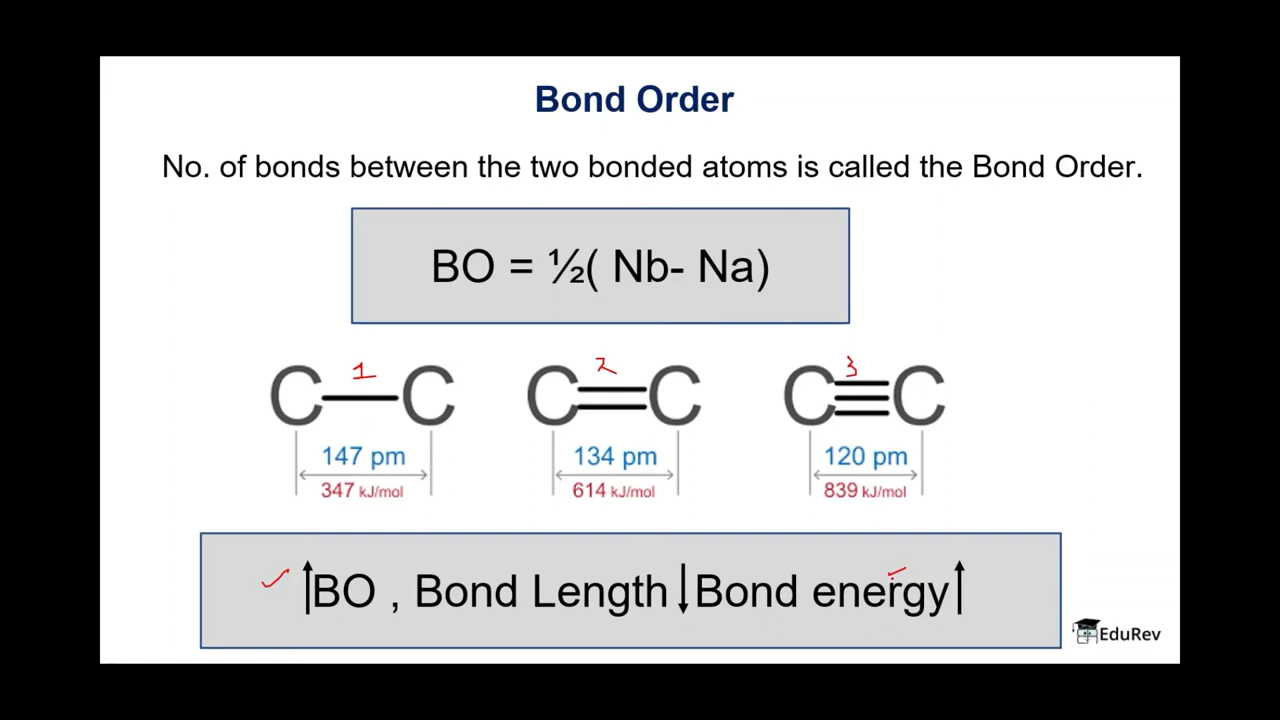 Bond Order
No. of bonds between the two bonded atoms is called the Bond Order.
BO = ½( Nb- Na)
1 2 3
C—C C=C C≡C
147 pm 134 pm 120 pm
347 kJ/mol 614 kJ/mol 839 kJ/mol
✓ ↑BO , Bond Length↓Bond energy↑ ✓
EduRev